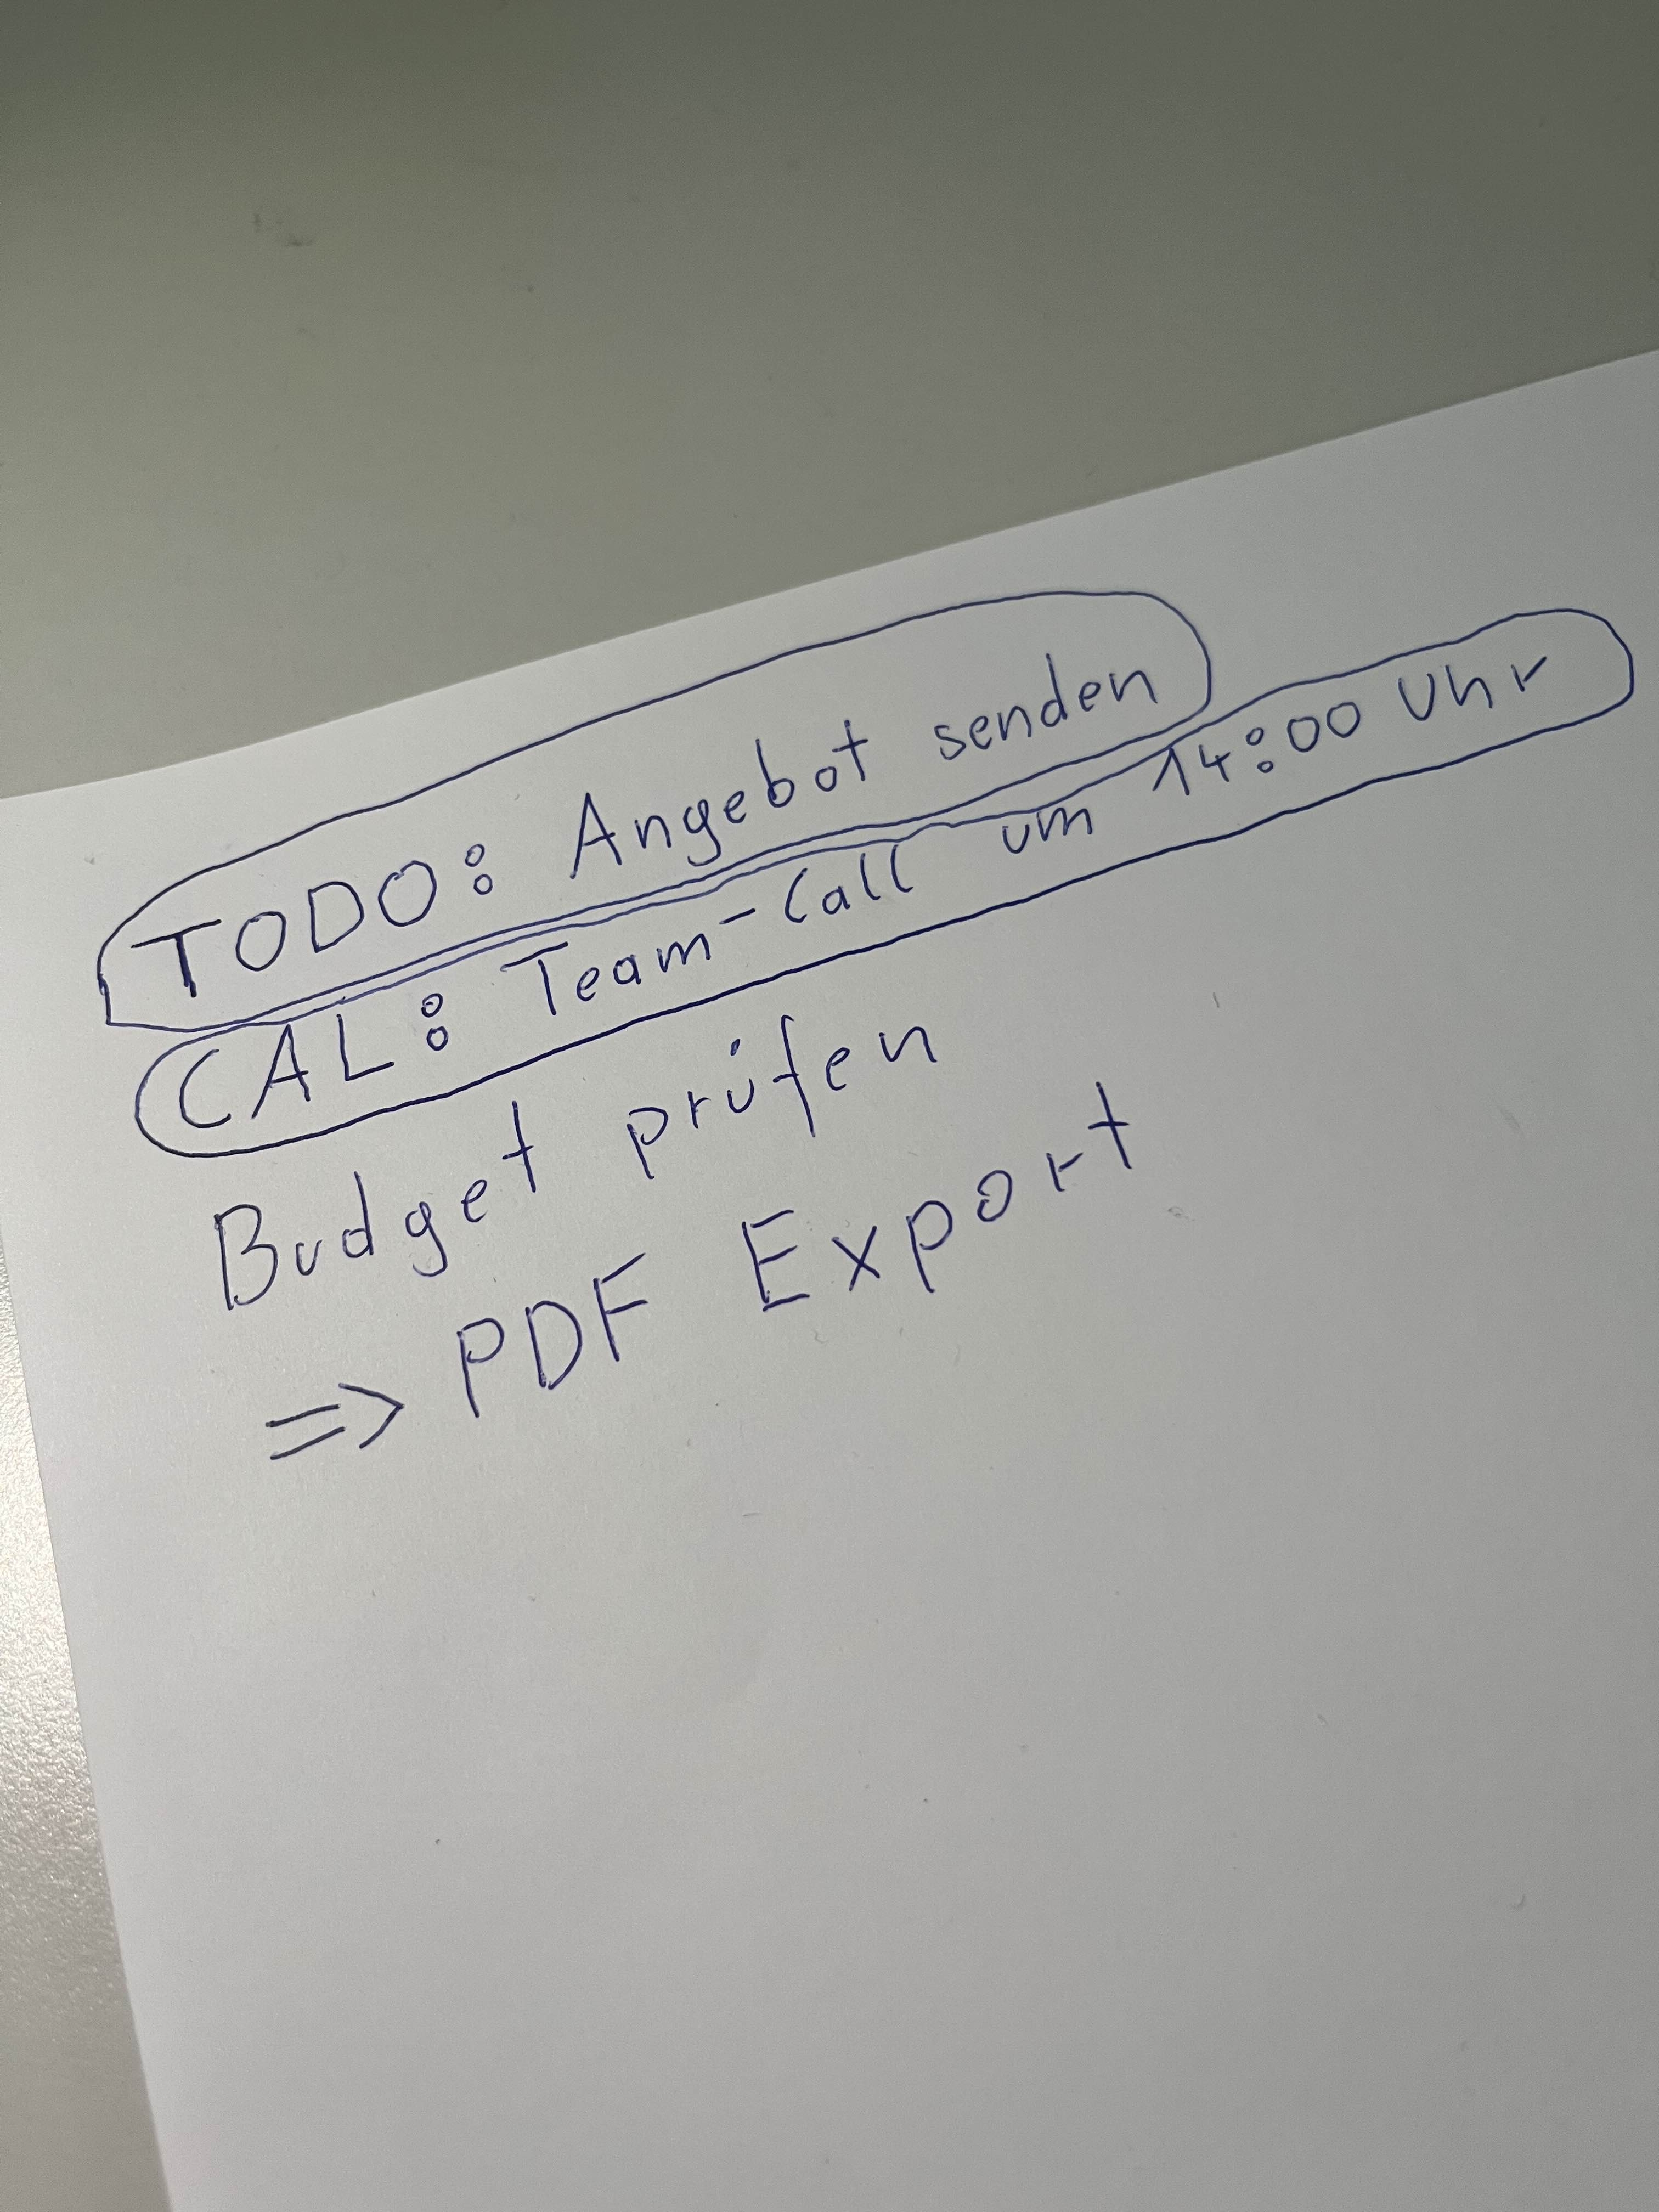 TODO: Angebot senden
CAL: Team-Call um 14:00 Uhr
Budget prüfen
=> PDF Export